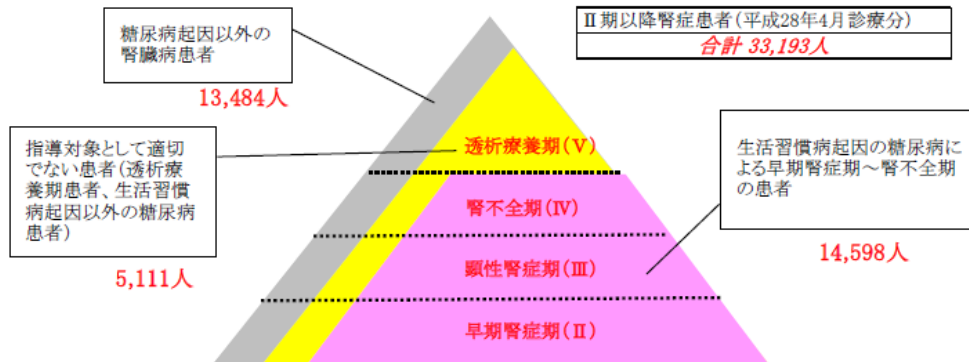 糖尿病起因以外の
腎臓病患者
13,484人
Ⅱ期以降腎症患者(平成28年4月診療分)
合計 33,193人
指導対象として適切
でない患者(透析療
養期患者、生活習慣
病起因以外の糖尿病
患者)
5,111人
透析療養期(Ⅴ)
腎不全期(Ⅳ)
顕性腎症期(Ⅲ)
早期腎症期(Ⅱ)
生活習慣病起因の糖尿病に
よる早期腎症期~腎不全期
の患者
14,598人